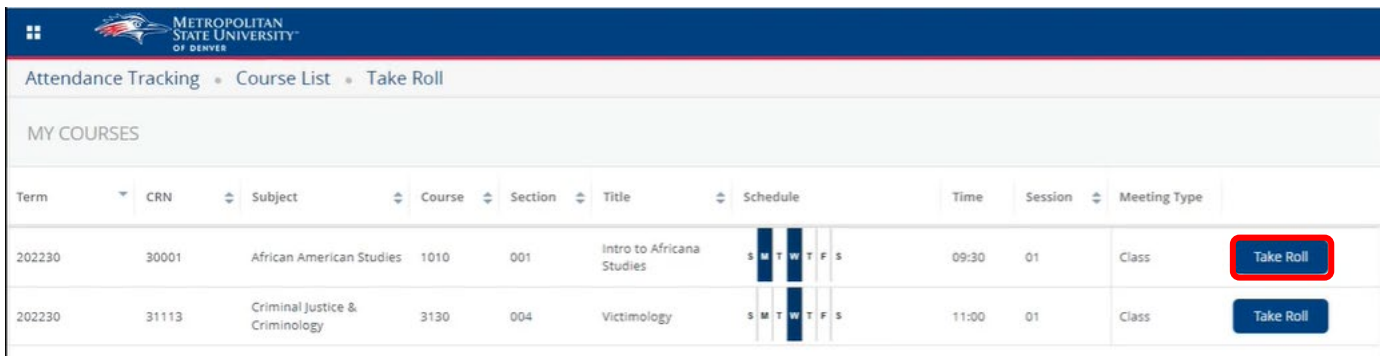 METROPOLITAN
STATE UNIVERSITY™
OF DENVER
Attendance Tracking • Course List • Take Roll
MY COURSES
Term CRN Subject Course Section Title Schedule Time Session Meeting Type
202230 30001 African American Studies 1010 001 Intro to Africana Studies S M T W T F S 09:30 01 Class Take Roll
202230 31113 Criminal Justice & Criminology 3130 004 Victimology S M T W T F S 11:00 01 Class Take Roll